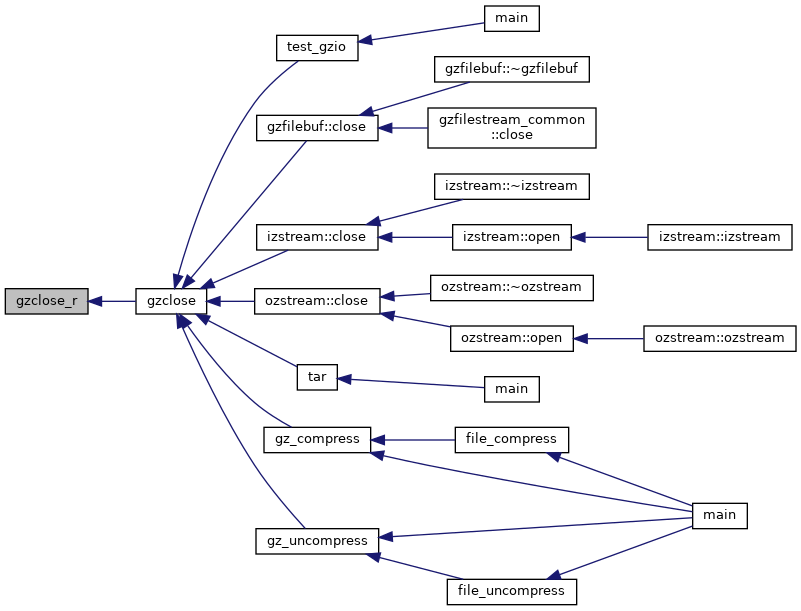 main
test_gzio
gzfilebuf::~gzfilebuf
gzfilebuf::close
gzfilestream_common
::close
izstream::~izstream
izstream::close
izstream::open
izstream::izstream
gzclose_r
gzclose
ozstream::close
ozstream::~ozstream
ozstream::open
ozstream::ozstream
tar
main
gz_compress
file_compress
main
gz_uncompress
file_uncompress